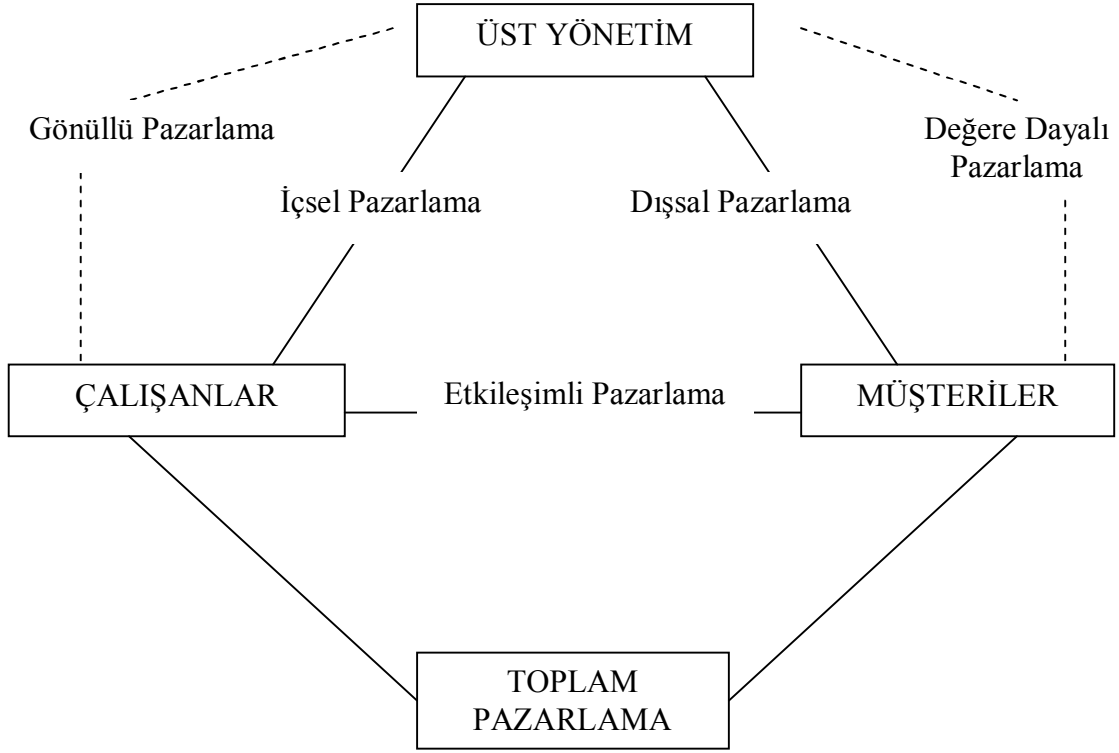 ÜST YÖNETİM
Gönüllü Pazarlama
Değere Dayalı
Pazarlama
İçsel Pazarlama
Dışsal Pazarlama
ÇALIŞANLAR
Etkileşimli Pazarlama
MÜŞTERİLER
TOPLAM
PAZARLAMA